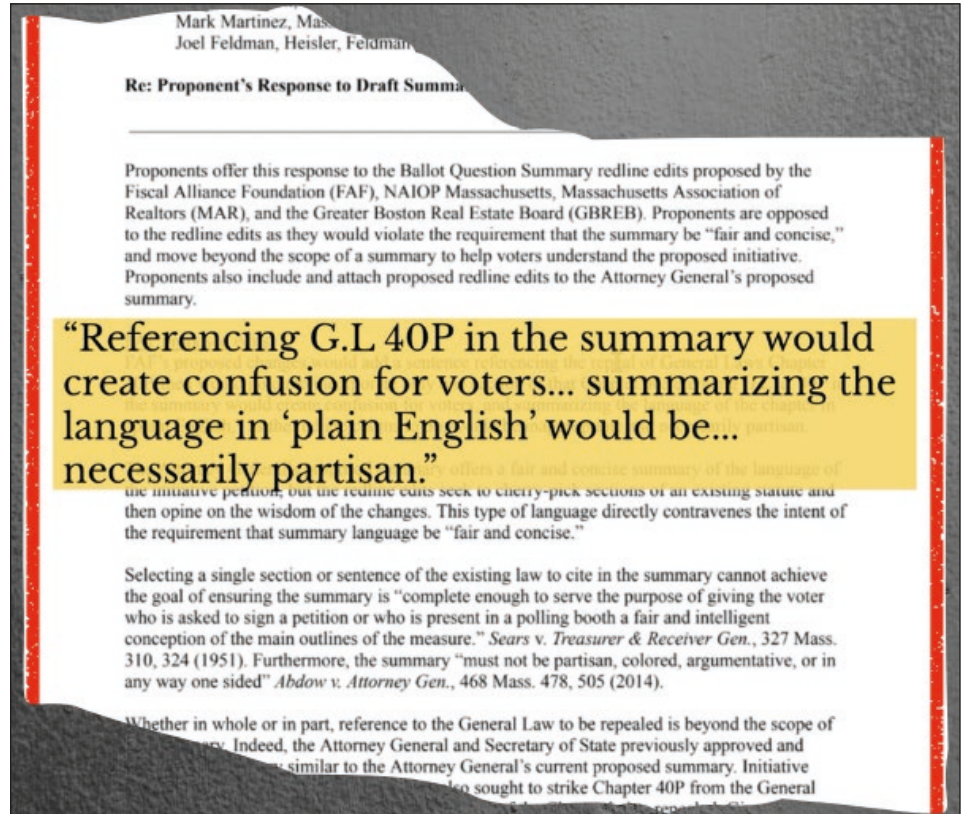 Mark Martinez, Mas
Joel Feldman, Heisler, Feldman
Re: Proponent's Response to Draft Summa
Proponents offer this response to the Ballot Question Summary redline edits proposed by the
Fiscal Alliance Foundation (FAF), NAIOP Massachusetts, Massachusetts Association of
Realtors (MAR), and the Greater Boston Real Estate Board (GBREB). Proponents are opposed
to the redline edits as they would violate the requirement that the summary be “fair and concise,”
and move beyond the scope of a summary to help voters understand the proposed initiative.
Proponents also include and attach proposed redline edits to the Attorney General’s proposed
summary.
“Referencing G.L 40P in the summary would
create confusion for voters... summarizing the
language in ‘plain English’ would be...
necessarily partisan.”
the initiative petition, but the redline edits seek to cherry-pick sections of an existing statute and
then opine on the wisdom of the changes. This type of language directly contravenes the intent of
the requirement that summary language be “fair and concise.”
Selecting a single section or sentence of the existing law to cite in the summary cannot achieve
the goal of ensuring the summary is “complete enough to serve the purpose of giving the voter
who is asked to sign a petition or who is present in a polling booth a fair and intelligent
conception of the main outlines of the measure.” Sears v. Treasurer & Receiver Gen., 327 Mass.
310, 324 (1951). Furthermore, the summary “must not be partisan, colored, argumentative, or in
any way one sided” Abdow v. Attorney Gen., 468 Mass. 478, 505 (2014).
Whether in whole or in part, reference to the General Law to be repealed is beyond the scope of
Indeed, the Attorney General and Secretary of State previously approved and
similar to the Attorney General’s current proposed summary. Initiative
sought to strike Chapter 40P from the General